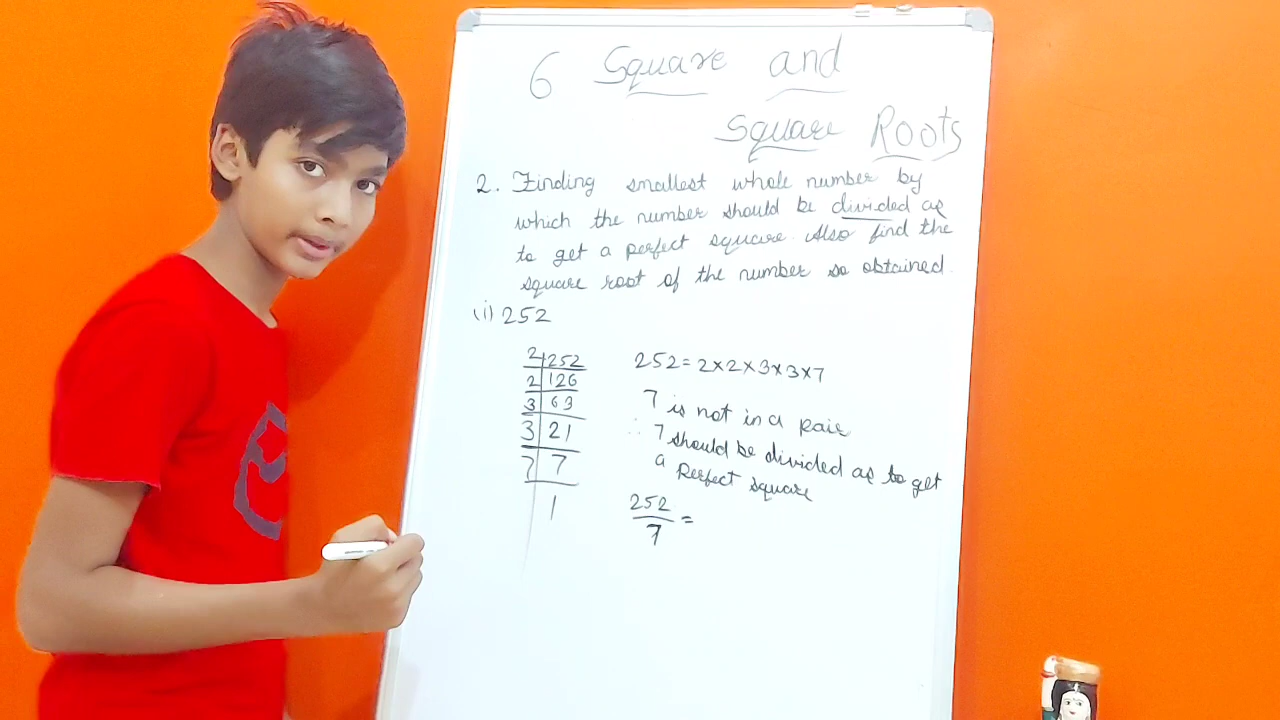 6 Square and
Square Roots
2. Finding smallest whole number by
which the number should be divided as
to get a perfect square. Also find the
square root of the number so obtained.
(i) 252
2 252
2 126
3 63
3 21
7 7
1
252 = 2×2×3×3×7
7 is not in a pair
∴ 7 should be divided as to get
a Perfect square
252
7 =